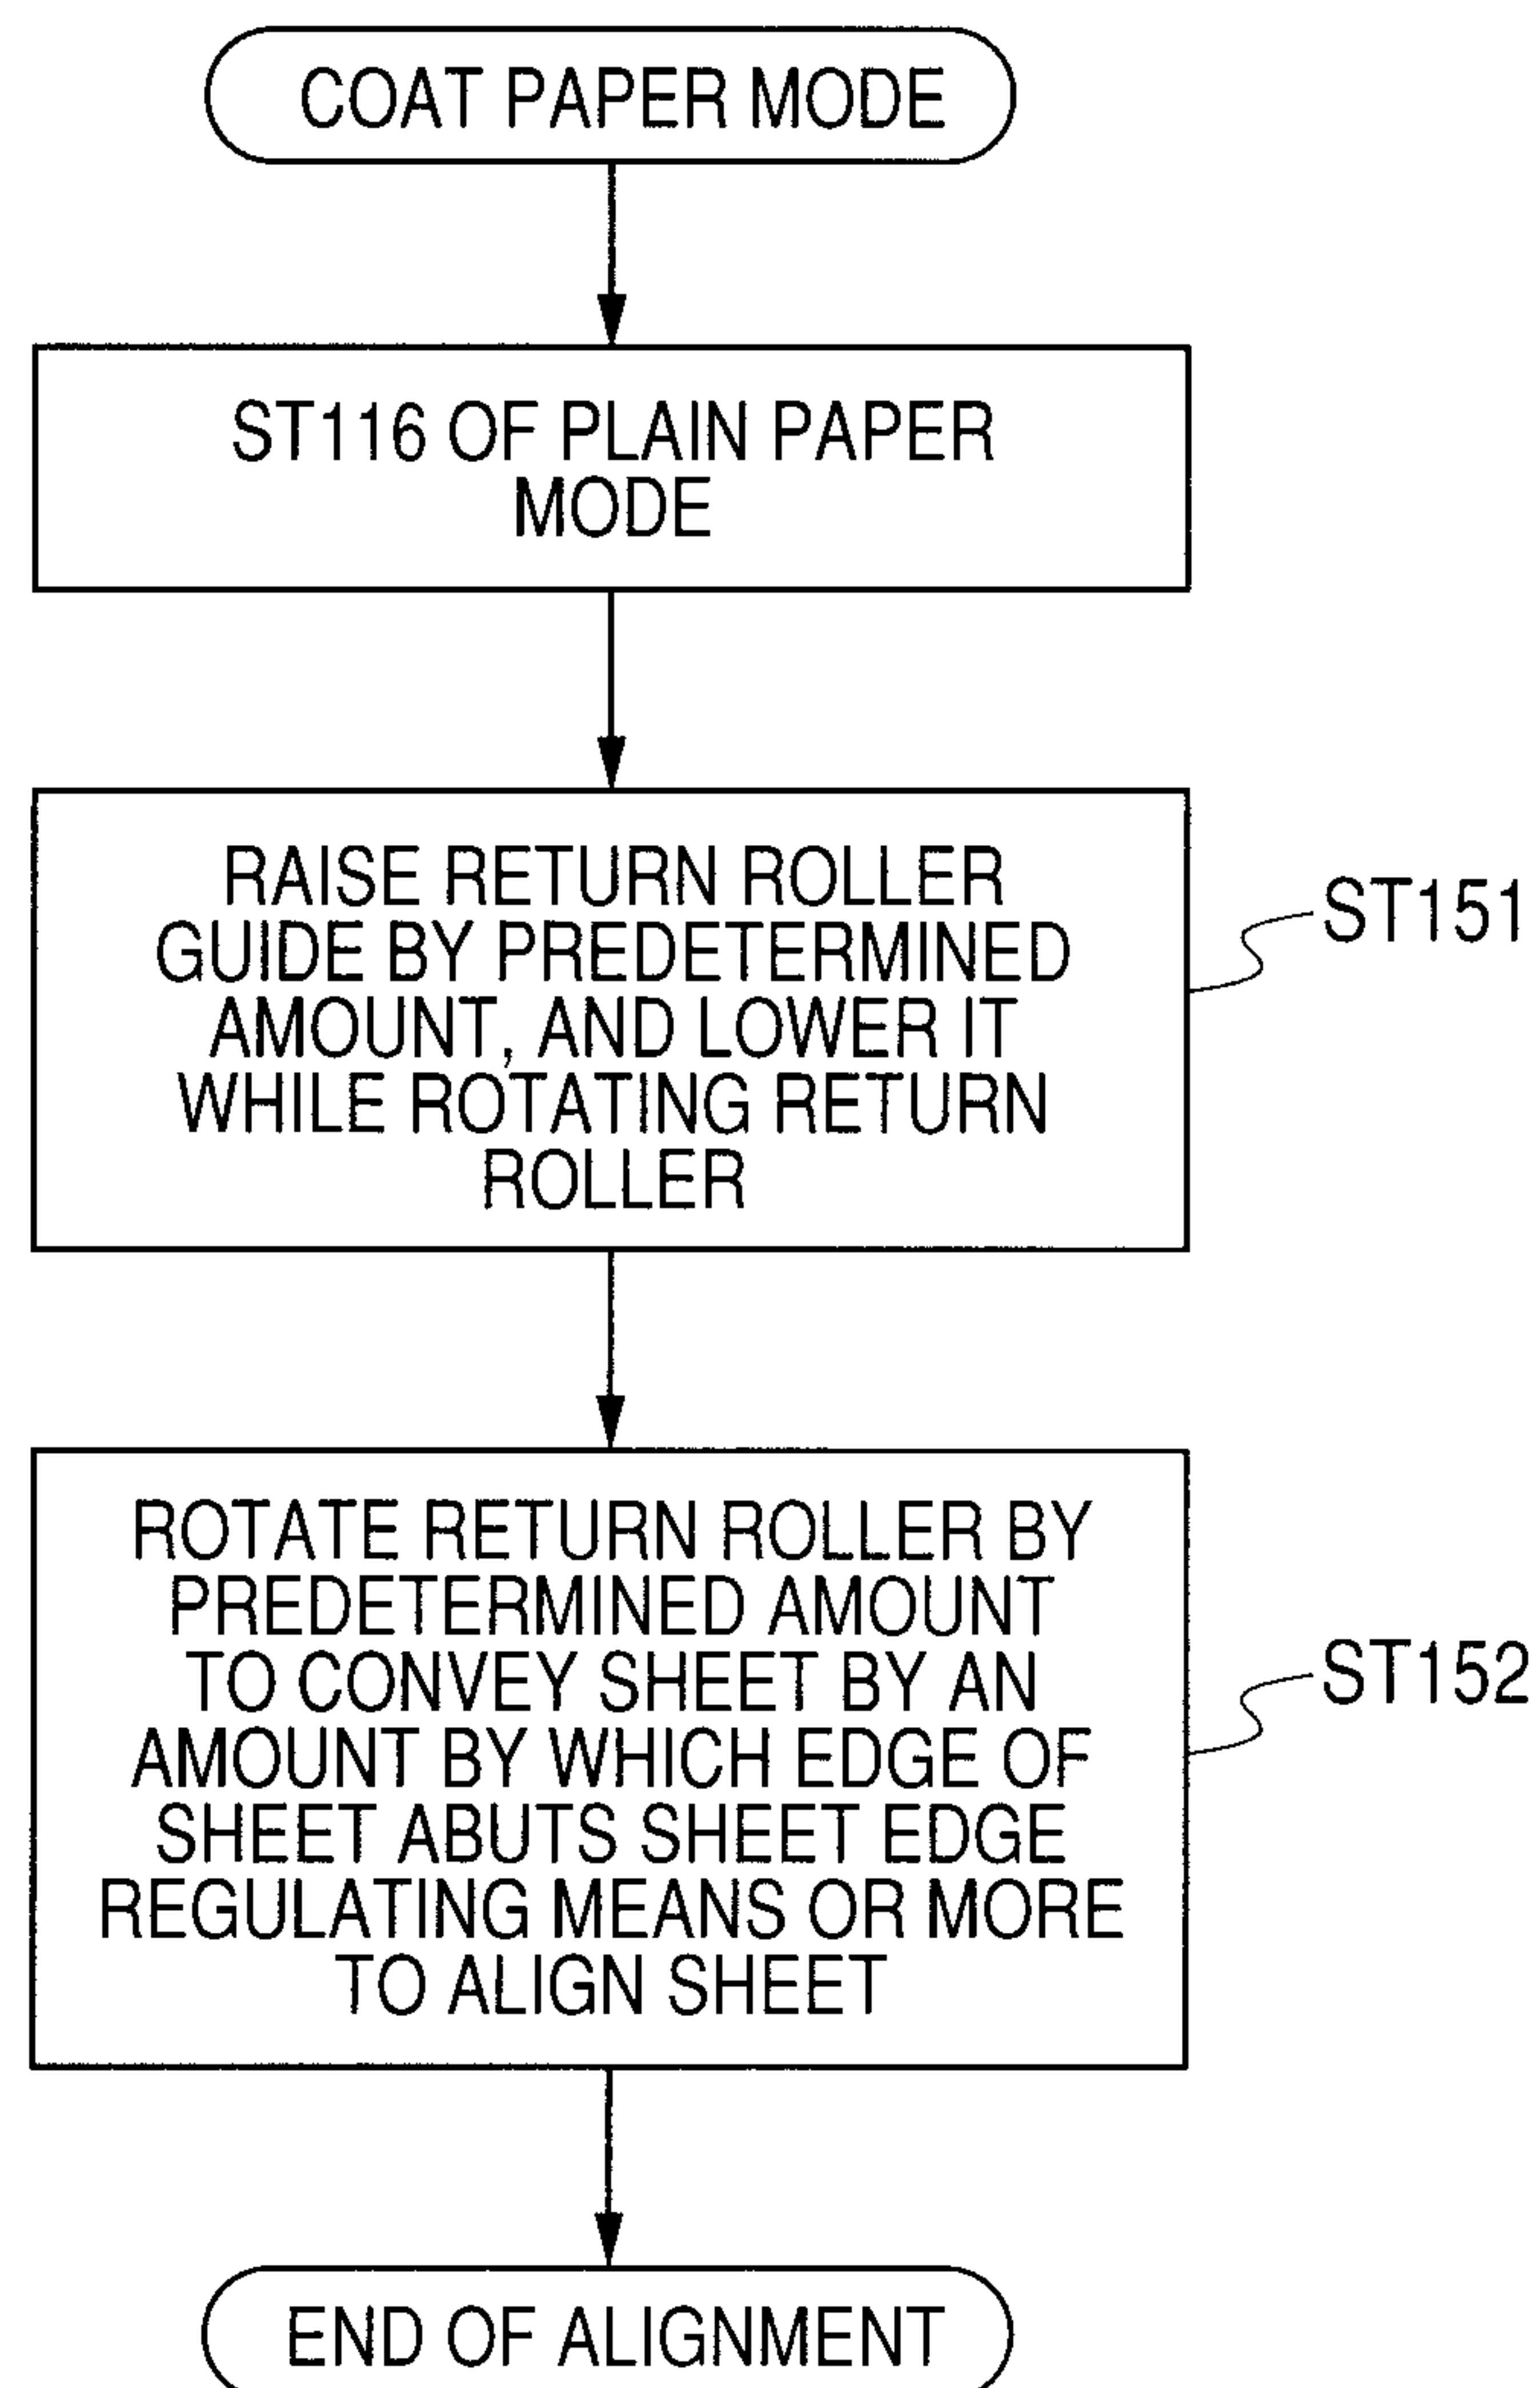 COAT PAPER MODE
ST116 OF PLAIN PAPER
MODE
RAISE RETURN ROLLER
GUIDE BY PREDETERMINED
AMOUNT, AND LOWER IT
WHILE ROTATING RETURN
ROLLER
ST151
ROTATE RETURN ROLLER BY
PREDETERMINED AMOUNT
TO CONVEY SHEET BY AN
AMOUNT BY WHICH EDGE OF
SHEET ABUTS SHEET EDGE
REGULATING MEANS OR MORE
TO ALIGN SHEET
ST152
END OF ALIGNMENT